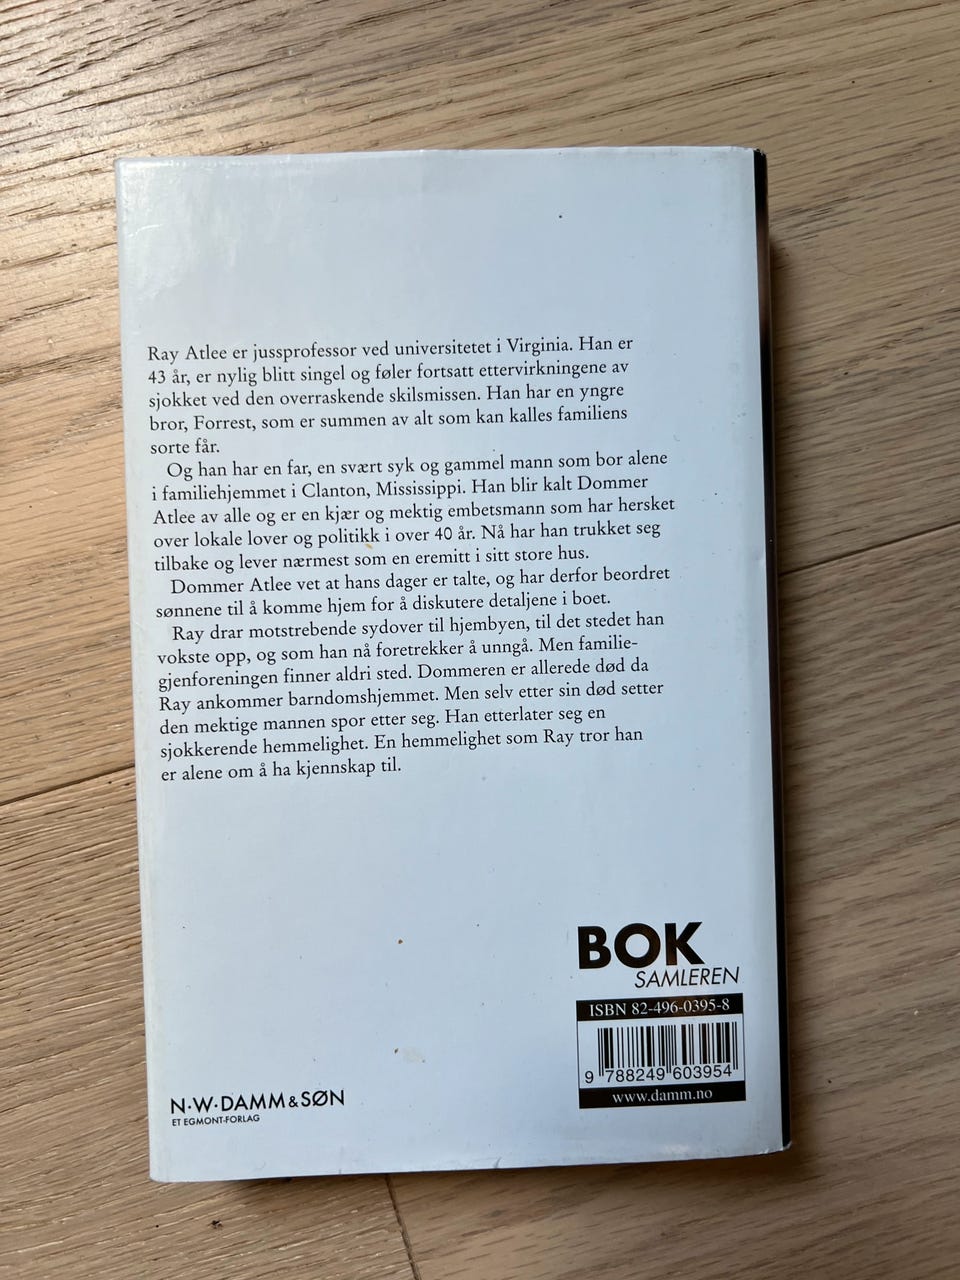 Ray Atlee er jussprofessor ved universitetet i Virginia. Han er
43 år, er nylig blitt singel og føler fortsatt ettervirkningene av
sjokket ved den overraskende skilsmissen. Han har en yngre
bror, Forrest, som er summen av alt som kan kalles familiens
sorte får.
Og han har en far, en svært syk og gammel mann som bor alene
i familiehjemmet i Clanton, Mississippi. Han blir kalt Dommer
Atlee av alle og er en kjær og mektig embetsmann som har hersket
over lokale lover og politikk i over 40 år. Nå har han trukket seg
tilbake og lever nærmest som en eremitt i sitt store hus.
Dommer Atlee vet at hans dager er talte, og har derfor beordret
sønnene til å komme hjem for å diskutere detaljene i boet.
Ray drar motstrebende sydover til hjembyen, til det stedet han
vokste opp, og som han nå foretrekker å unngå. Men familie-
gjenforeningen finner aldri sted. Dommeren er allerede død da
Ray ankommer barndomshjemmet. Men selv etter sin død setter
den mektige mannen spor etter seg. Han etterlater seg en
sjokkerende hemmelighet. En hemmelighet som Ray tror han
er alene om å ha kjennskap til.
BOK
SAMLEREN
ISBN 82-496-0395-8
9 788249 603954
www.damm.no
N·W·DAMM & SØN
ET EGMONT-FORLAG